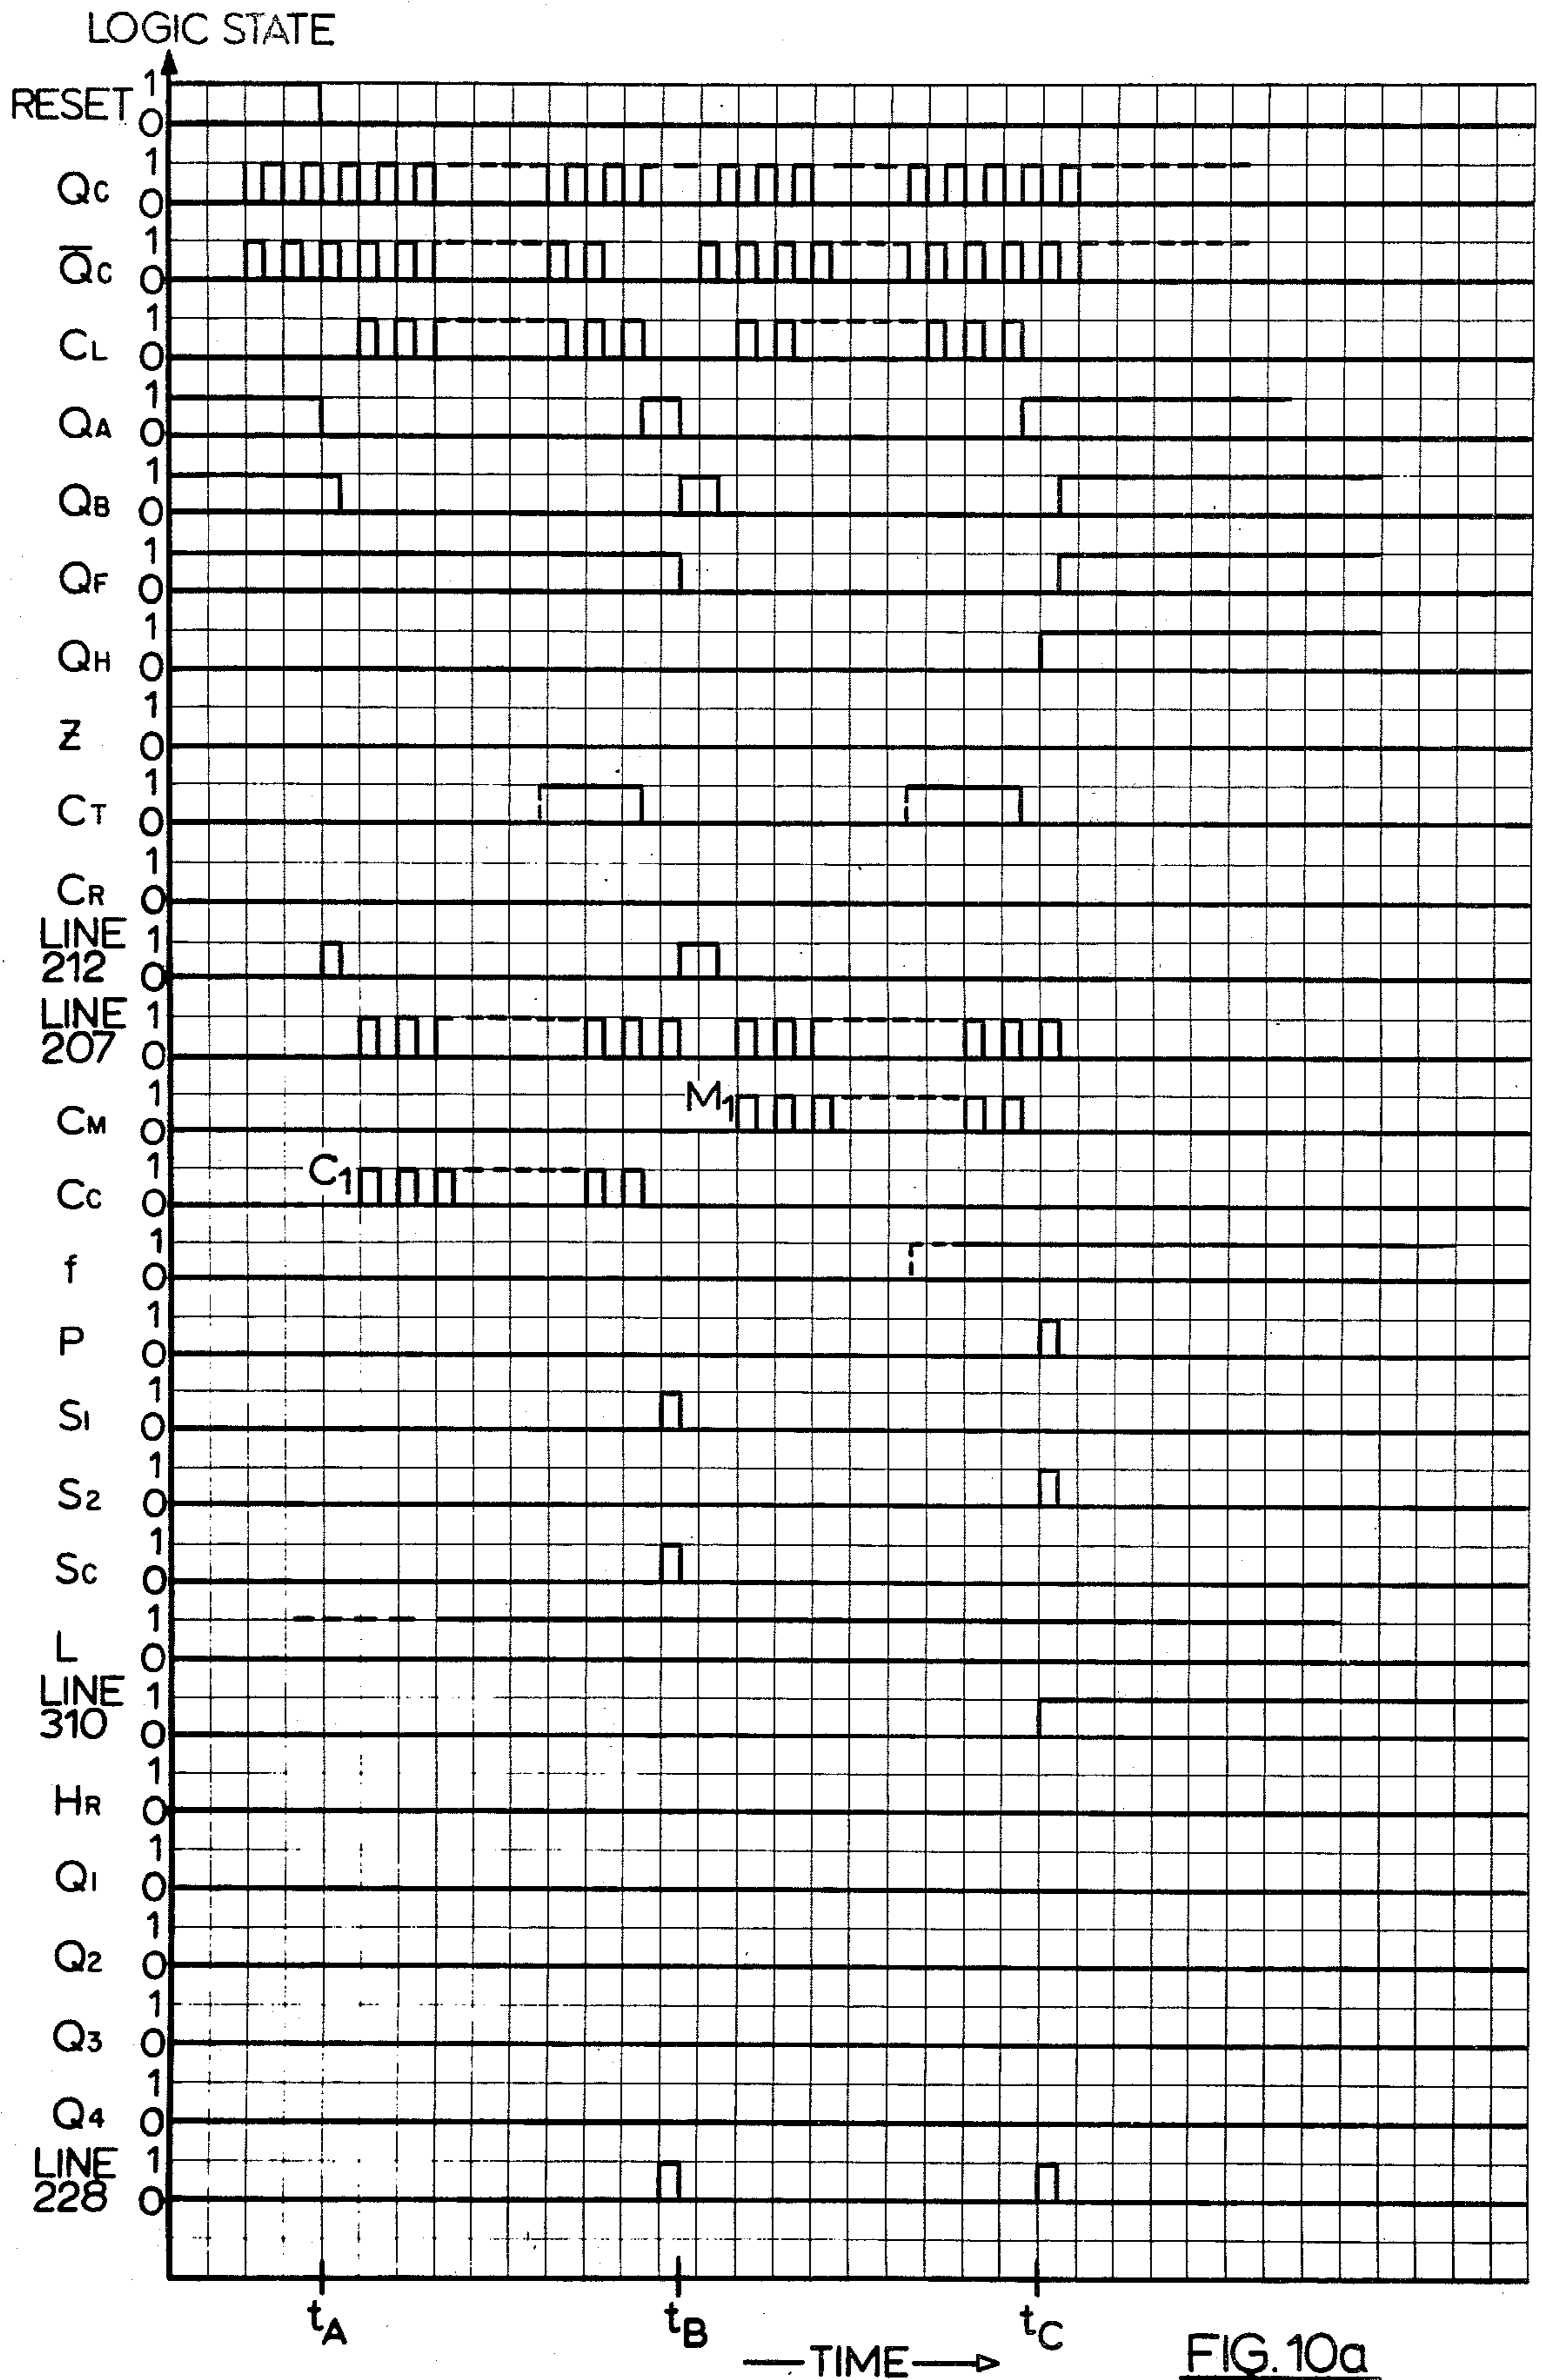 LOGIC STATE
RESET 1 0
QC 1 0
Q̅C 1 0
CL 1 0
QA 1 0
QB 1 0
QF 1 0
QH 1 0
Z 1 0
CT 1 0
CR 1 0
LINE 212 1 0
LINE 207 1 0
CM 1 0 M1
CC 1 0 C1
f 1 0
P 1 0
S1 1 0
S2 1 0
SC 1 0
L 1 0
LINE 310 1 0
HR 1 0
Q1 1 0
Q2 1 0
Q3 1 0
Q4 1 0
LINE 228 1 0
tA tB tC
TIME
FIG. 10a